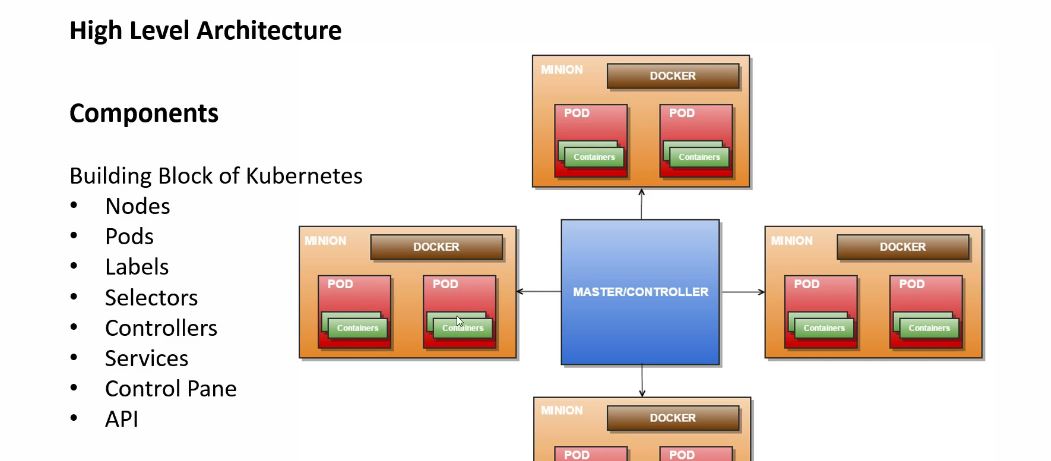 High Level Architecture
Components
Building Block of Kubernetes
• Nodes
• Pods
• Labels
• Selectors
• Controllers
• Services
• Control Pane
• API
MINION
DOCKER
POD
POD
Containers
Containers
MINION
DOCKER
POD
POD
Containers
Containers
MASTER/CONTROLLER
MINION
DOCKER
POD
POD
Containers
Containers
MINION
DOCKER
POD
POD